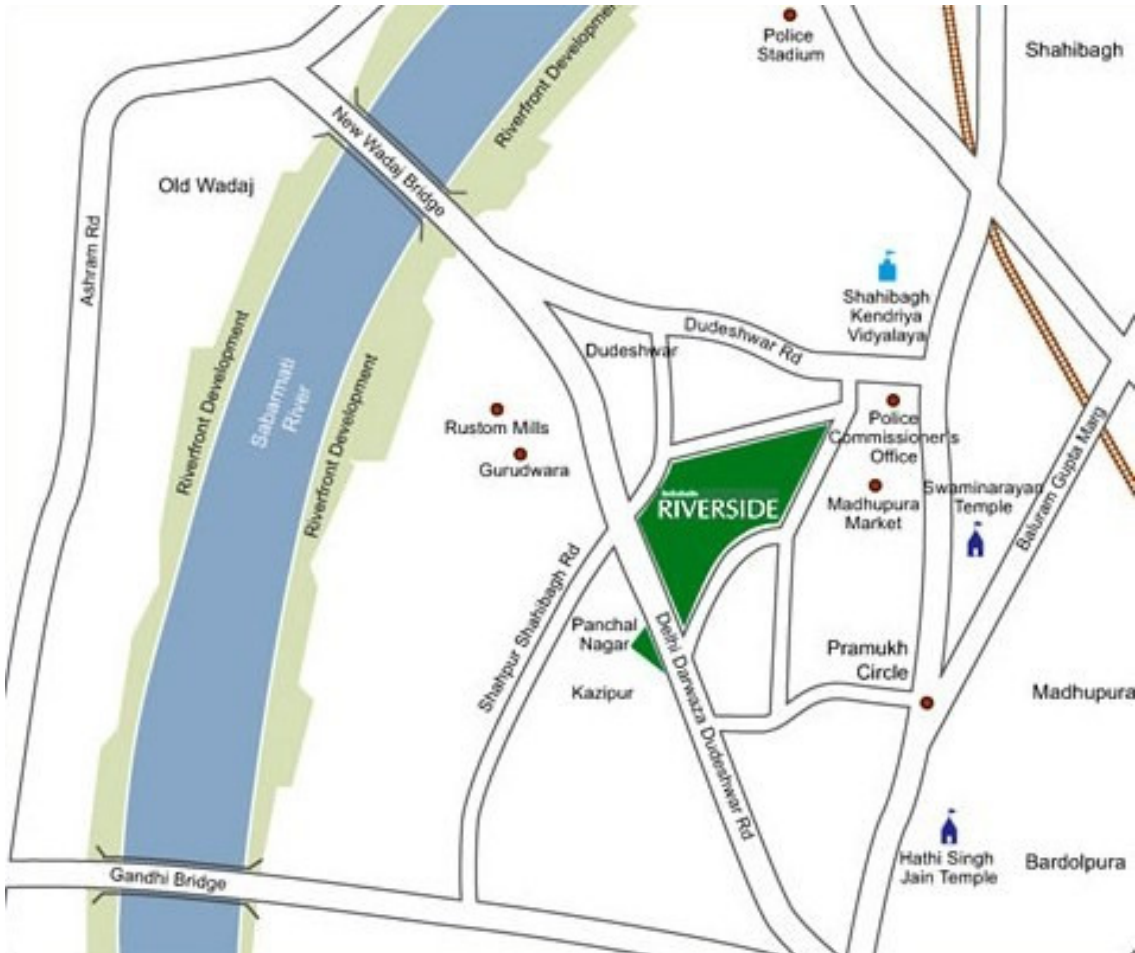 Police
Stadium
Shahibagh
Riverfront Development
New Wadaj Bridge
Old Wadaj
Ashram Rd
Shahibagh
Kendriya
Vidyalaya
Dudeshwar Rd
Dudeshwar
Riverfront Development
Sabarmati
River
Riverfront Development
Rustom Mills
Gurudwara
Police
Commissioner's
Office
Baluram Gupta Marg
Swaminarayan
Temple
Madhupura
Market
RIVERSIDE
Shahpur Shahibagh Rd
Panchal
Nagar
Delhi Darwaza Dudeshwar Rd
Kazipur
Pramukh
Circle
Madhupura
Hathi Singh
Jain Temple
Bardolpura
Gandhi Bridge